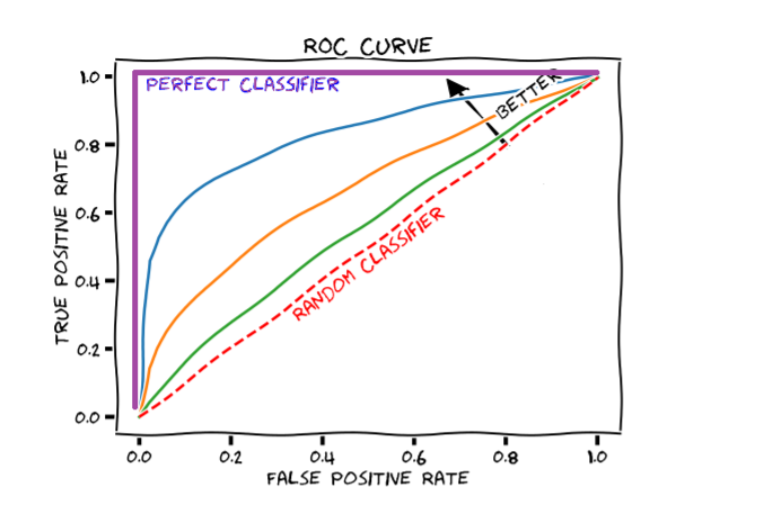 ROC CURVE
PERFECT CLASSIFIER
BETTER
RANDOM CLASSIFIER
TRUE POSITIVE RATE
1.0
0.8
0.6
0.4
0.2
0.0
0.0 0.2 0.4 0.6 0.8 1.0
FALSE POSITIVE RATE